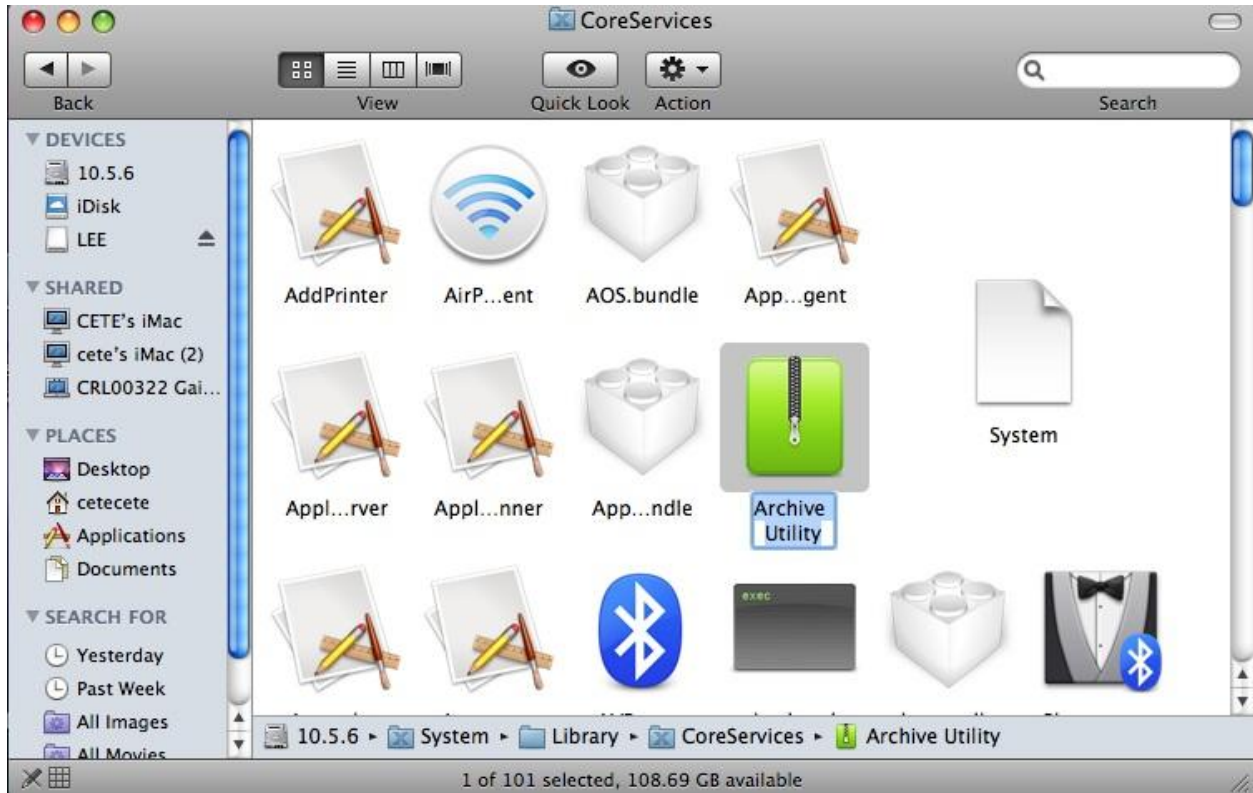 CoreServices
Back
View
Quick Look
Action
Search
DEVICES
10.5.6
iDisk
LEE
SHARED
CETE's iMac
cete's iMac (2)
CRL00322 Gai...
PLACES
Desktop
cetecete
Applications
Documents
SEARCH FOR
Yesterday
Past Week
All Images
All Movies
AddPrinter
AirP...ent
AOS.bundle
App...gent
System
Appl...rver
Appl...nner
App...ndle
Archive
Utility
exec
10.5.6 ▸ System ▸ Library ▸ CoreServices ▸ Archive Utility
1 of 101 selected, 108.69 GB available